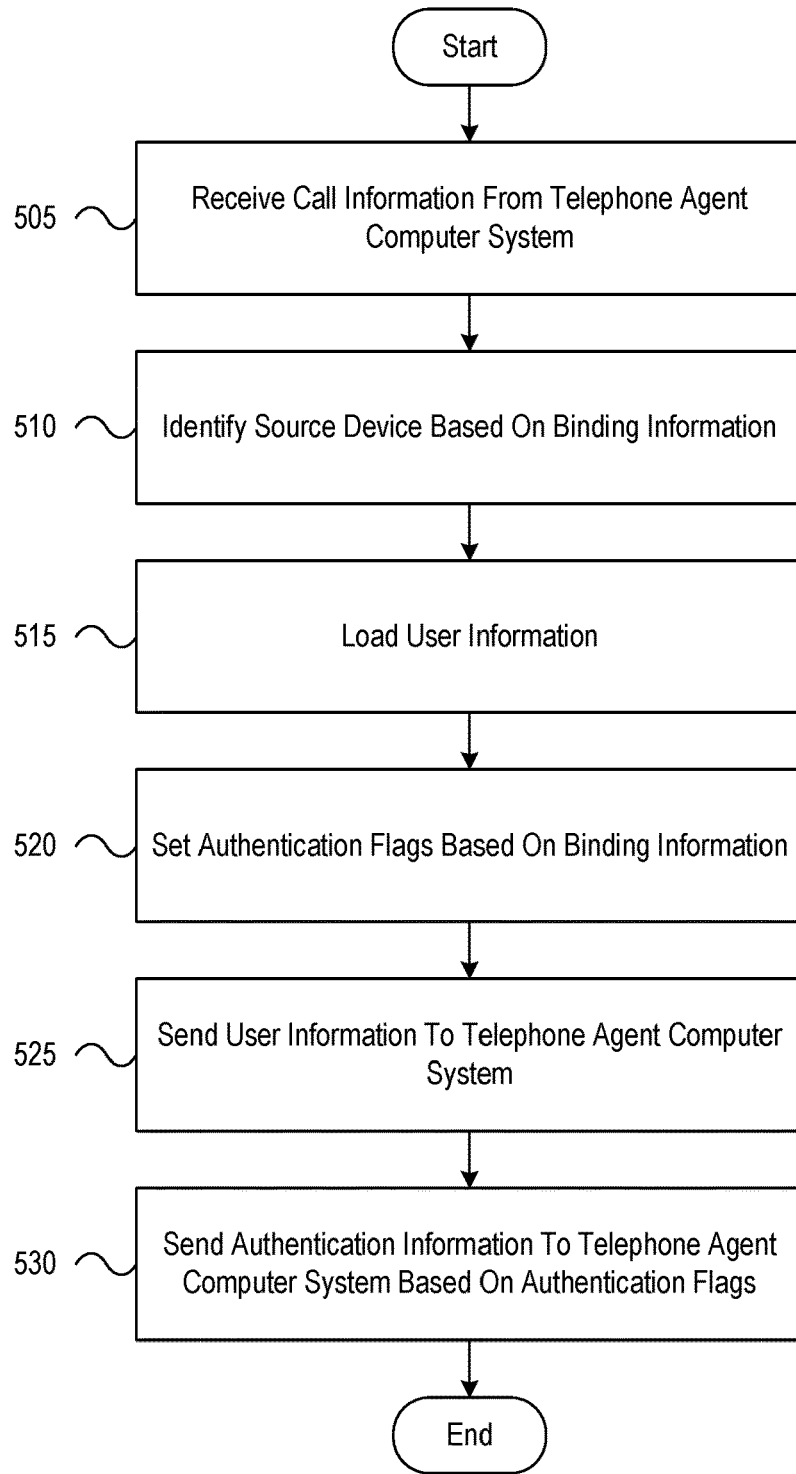 Start
505
Receive Call Information From Telephone Agent
Computer System
510
Identify Source Device Based On Binding Information
515
Load User Information
520
Set Authentication Flags Based On Binding Information
525
Send User Information To Telephone Agent Computer
System
530
Send Authentication Information To Telephone Agent
Computer System Based On Authentication Flags
End